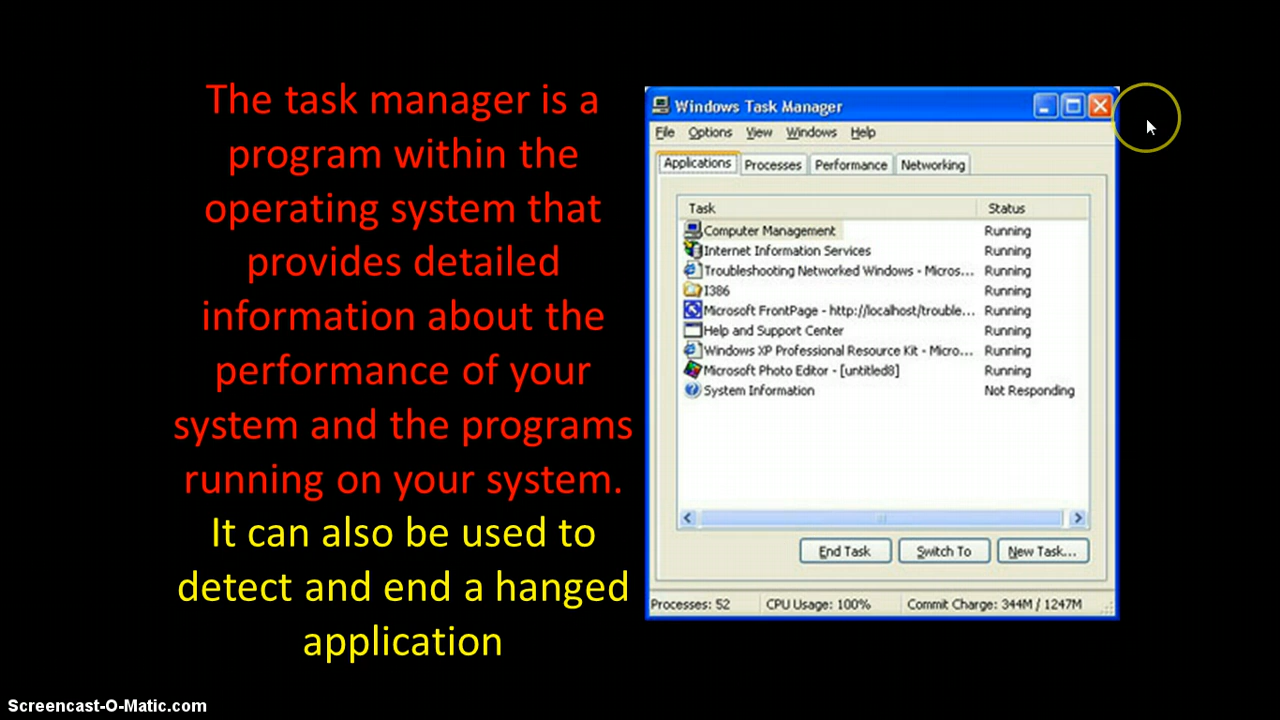 The task manager is a
program within the
operating system that
provides detailed
information about the
performance of your
system and the programs
running on your system.
It can also be used to
detect and end a hanged
application
Windows Task Manager
File Options View Windows Help
Applications Processes Performance Networking
Task Status
Computer Management Running
Internet Information Services Running
Troubleshooting Networked Windows - Micros... Running
I386 Running
Microsoft FrontPage - http://localhost/trouble... Running
Help and Support Center Running
Windows XP Professional Resource Kit - Micro... Running
Microsoft Photo Editor - [untitled8] Running
System Information Not Responding
End Task Switch To New Task...
Processes: 52 CPU Usage: 100% Commit Charge: 344M / 1247M
Screencast-O-Matic.com